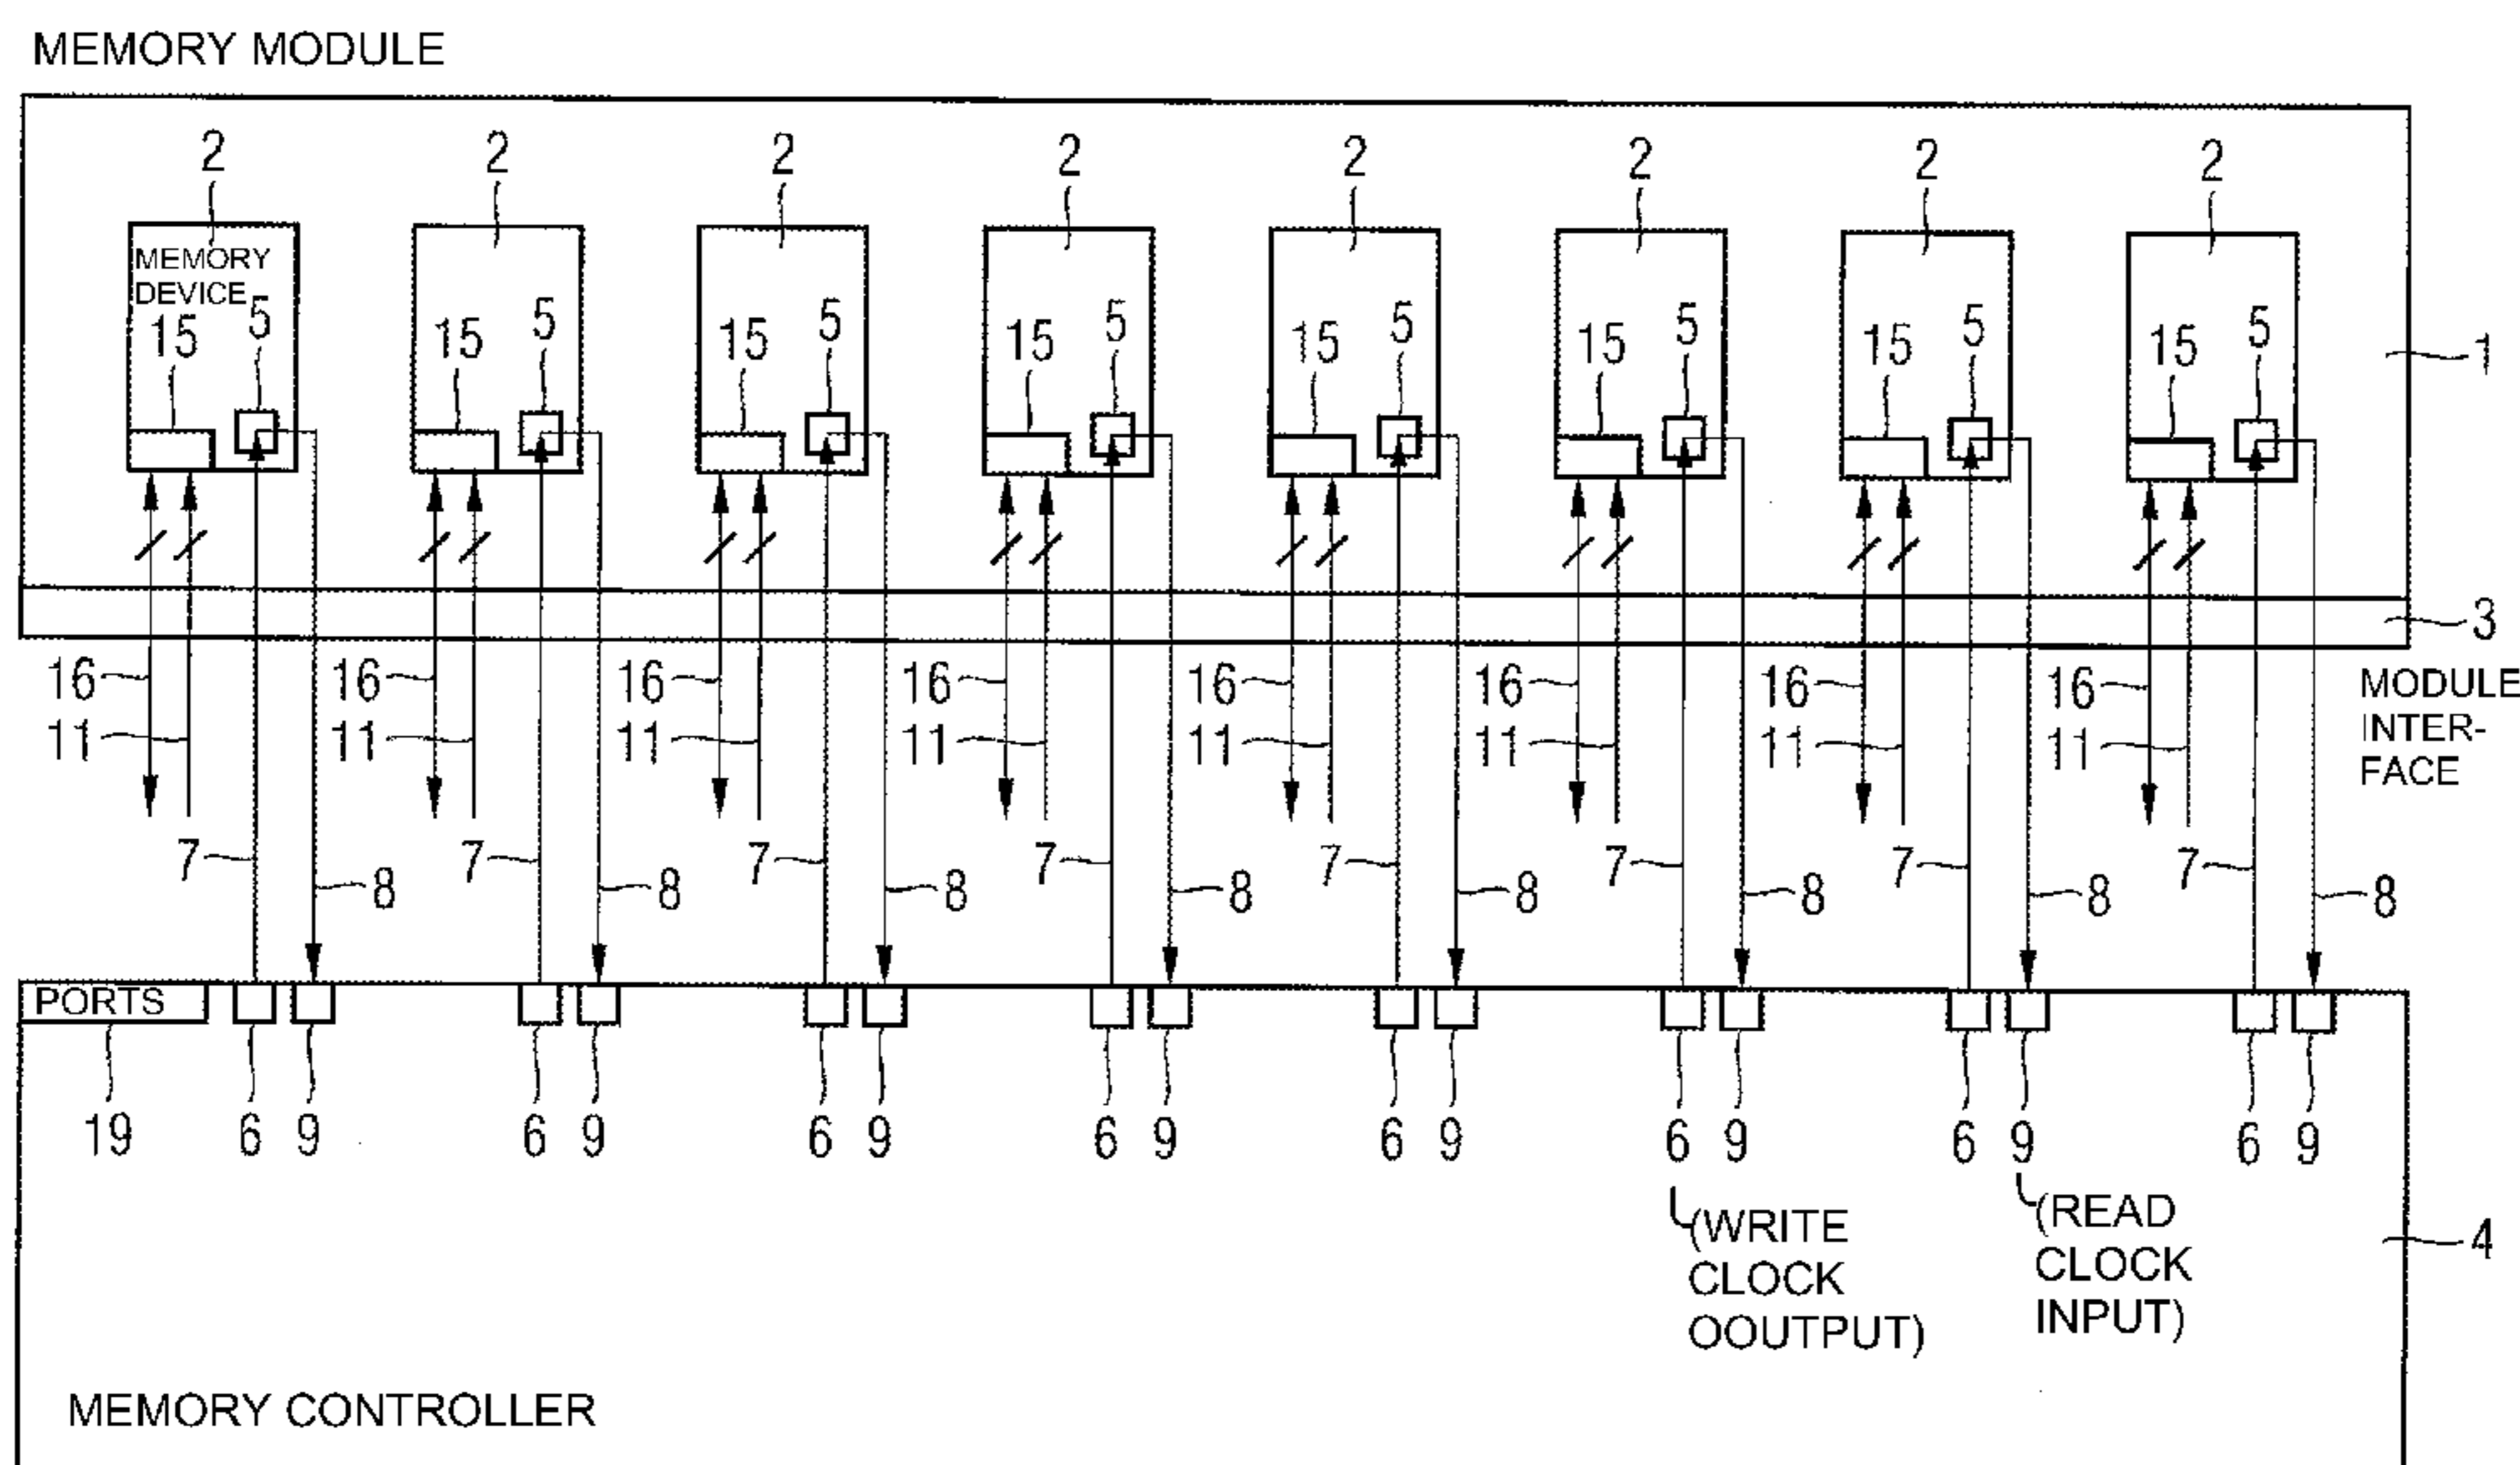 MEMORY MODULE
2 2 2 2 2 2 2 2
MEMORY
DEVICE
5 5 5 5 5 5 5 5
15 15 15 15 15 15 15 15
1
3
16 16 16 16 16 16 16 16
MODULE
INTER-
FACE
11 11 11 11 11 11 11 11
7 7 7 7 7 7 7 7
8 8 8 8 8 8 8 8
PORTS
19 6 9 6 9 6 9 6 9 6 9 6 9 6 9 6 9
(WRITE
CLOCK
OOUTPUT)
(READ
CLOCK
INPUT)
4
MEMORY CONTROLLER